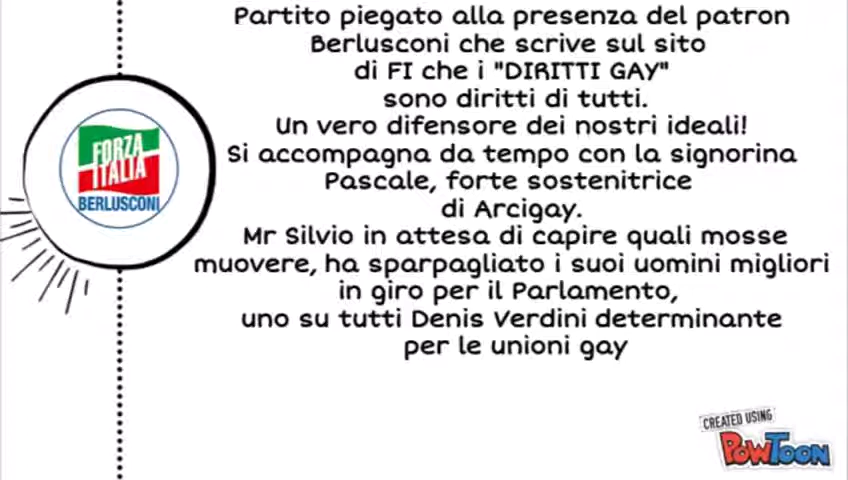 Partito piegato alla presenza del patron
Berlusconi che scrive sul sito
di FI che i "DIRITTI GAY"
sono diritti di tutti.
Un vero difensore dei nostri ideali!
Si accompagna da tempo con la signorina
Pascale, forte sostenitrice
di Arcigay.
Mr Silvio in attesa di capire quali mosse
muovere, ha sparpagliato i suoi uomini migliori
in giro per il Parlamento,
uno su tutti Denis Verdini determinante
per le unioni gay
FORZA
ITALIA
BERLUSCONI
CREATED USING
POWTOON